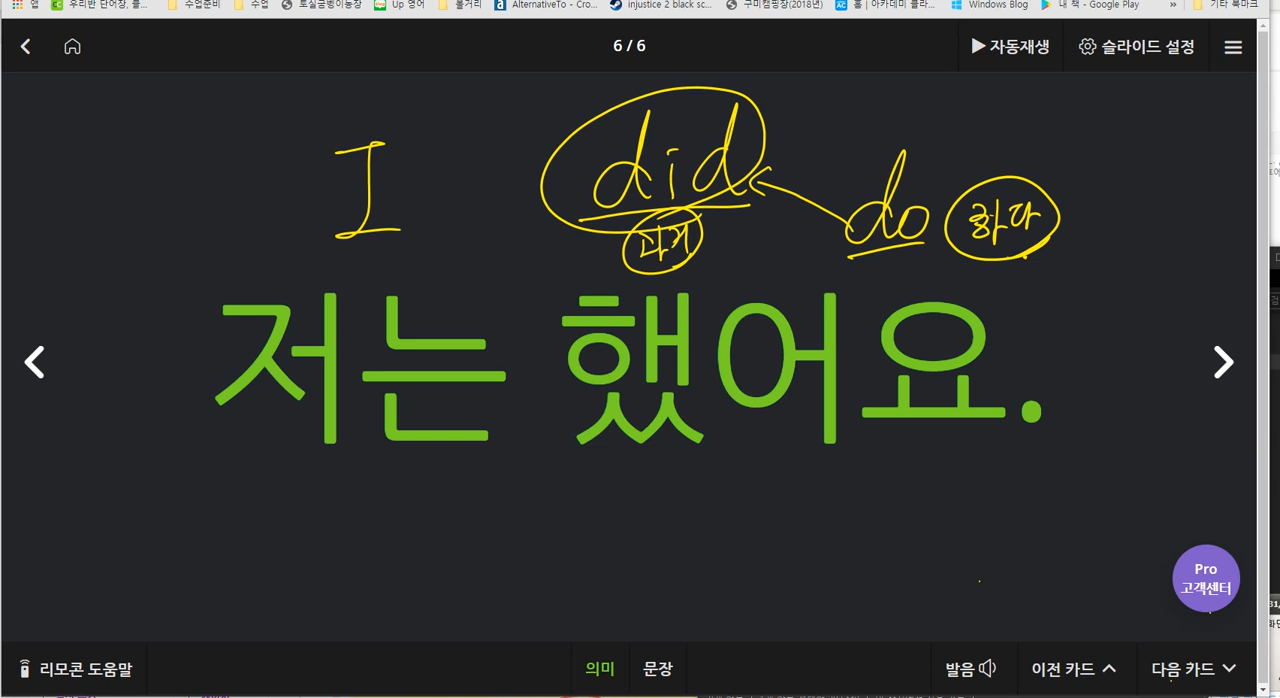 앱 우리반 단어장, 클... 수업준비 수업 토실굼벵이농장 Up 영어 볼거리 AlternativeTo - Cro... injustice 2 black sc... 구미캠핑장(2018년) 홈 | 아카데미 클라... Windows Blog 내 책 - Google Play » 기타 북마크
6 / 6 자동재생 슬라이드 설정
I did do 하다
과거
저는 했어요.
Pro
고객센터
리모콘 도움말 의미 문장 발음 이전 카드 다음 카드